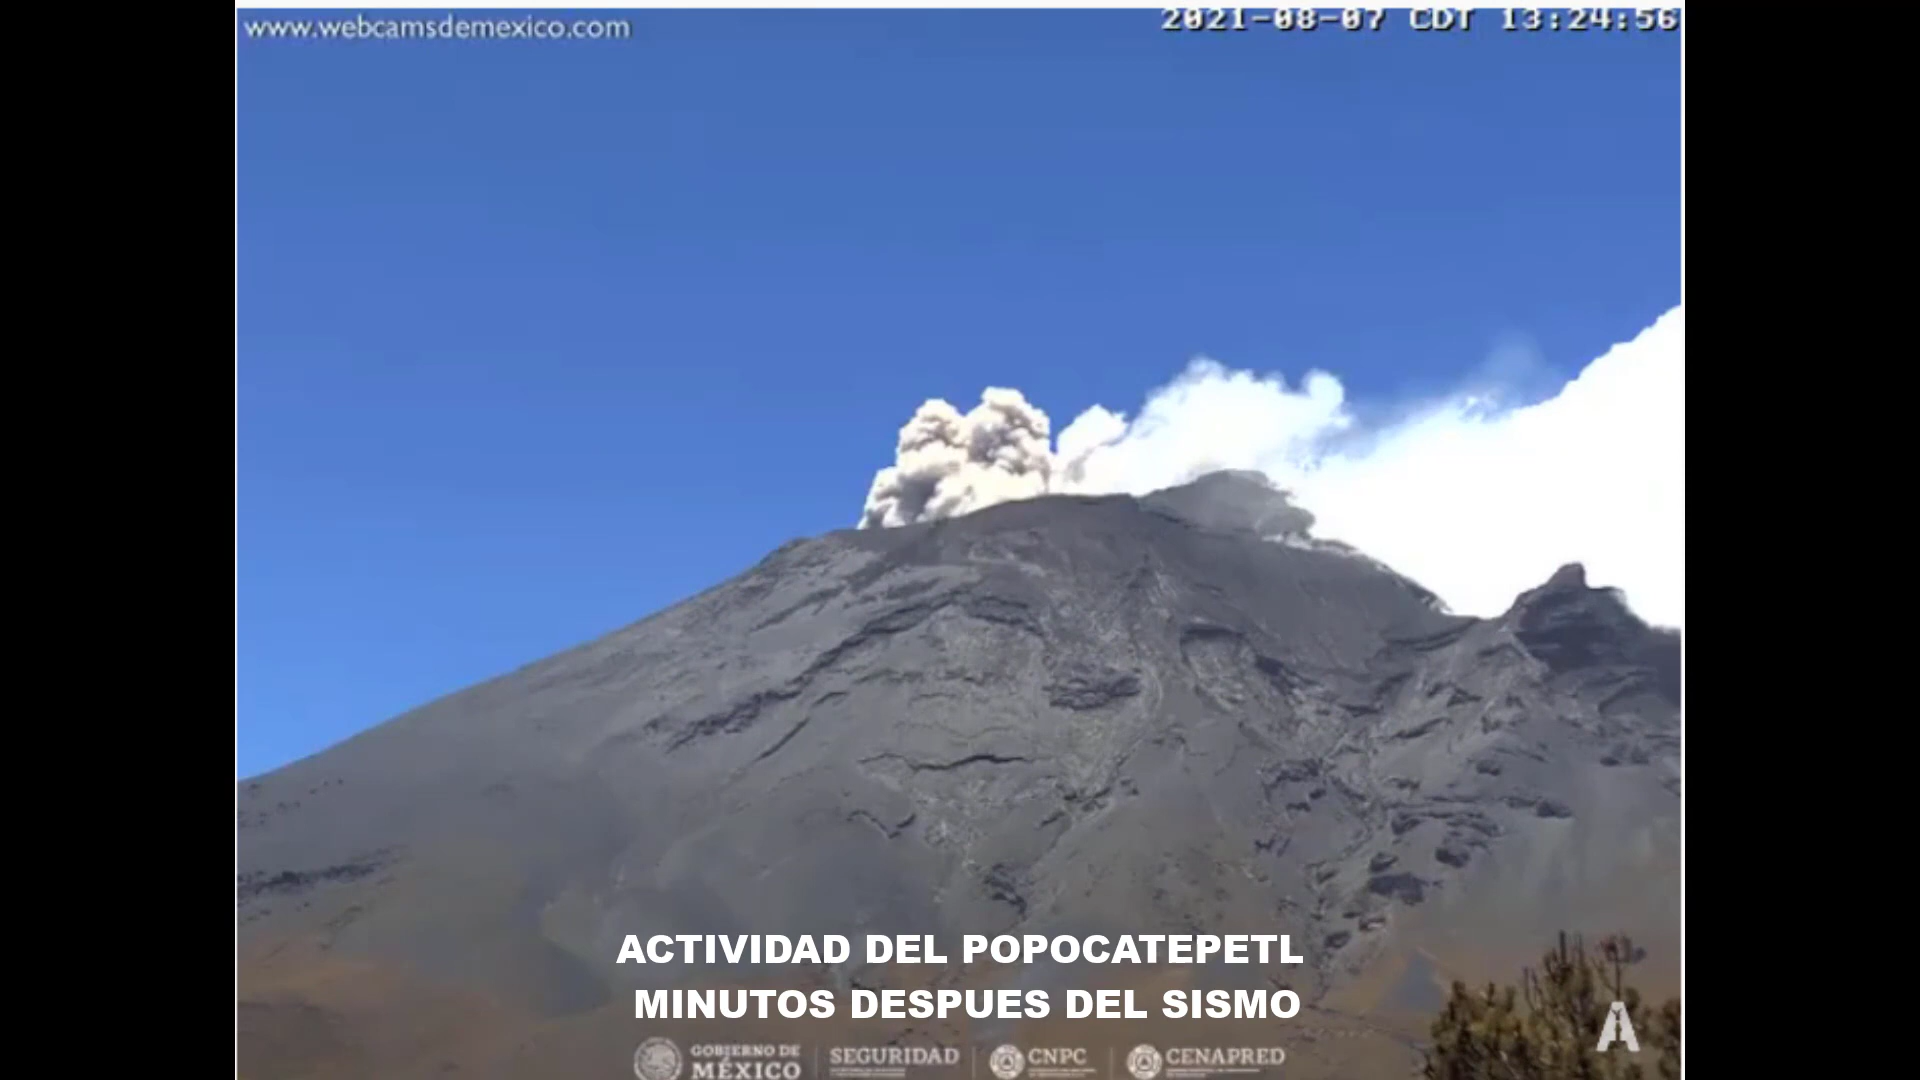 www.webcamsdemexico.com
2021-08-07 CDT 13:24:56
ACTIVIDAD DEL POPOCATEPETL
MINUTOS DESPUES DEL SISMO
GOBIERNO DE
MÉXICO
SEGURIDAD
CNPC
CENAPRED